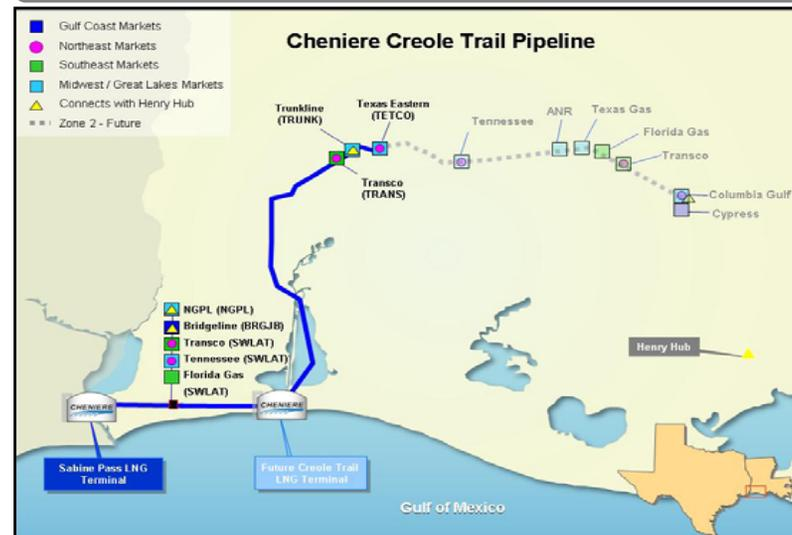 Gulf Coast Markets
Northeast Markets
Southeast Markets
Midwest / Great Lakes Markets
Connects with Henry Hub
Zone 2 - Future
Cheniere Creole Trail Pipeline
Trunkline
(TRUNK)
Texas Eastern
(TETCO)
Transco
(TRANS)
Tennessee
ANR
Texas Gas
Florida Gas
Transco
Columbia Gulf
Cypress
NGPL (NGPL)
Bridgeline (BRGJB)
Transco (SWLAT)
Tennessee (SWLAT)
Florida Gas
(SWLAT)
Henry Hub
CHENIERE
CHENIERE
Sabine Pass LNG
Terminal
Future Creole Trail
LNG Terminal
Gulf of Mexico